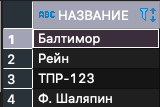 ABC НАЗВАНИЕ
1 Балтимор
2 Рейн
3 ТПР-123
4 Ф. Шаляпин